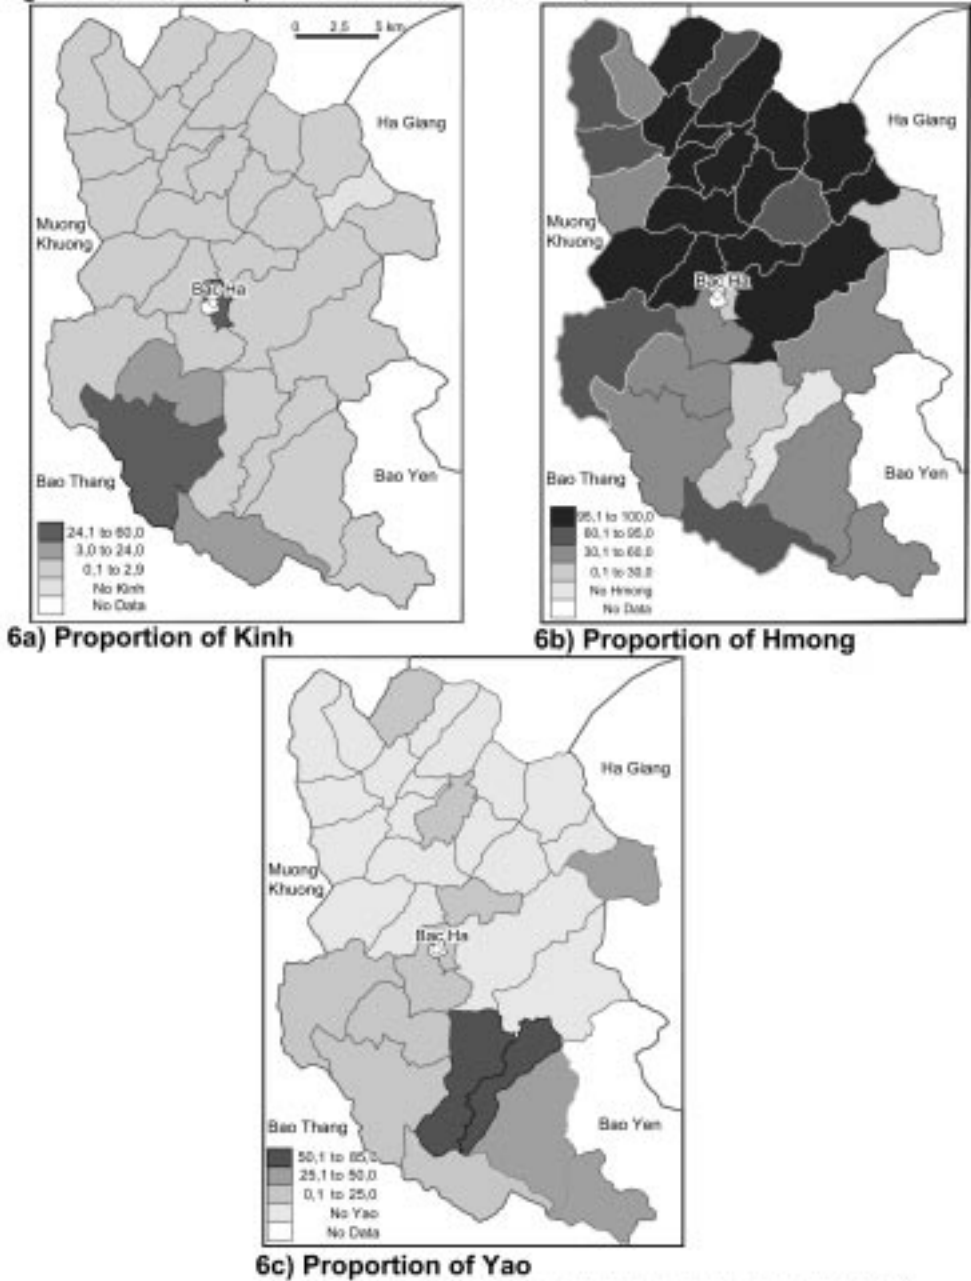 0 2,5 5 km
Ha Giang
Muong
Khuong
Bac Ha
Bao Thang
Bao Yen
24,1 to 60,0
3,0 to 24,0
0,1 to 2,9
No Kinh
No Data
6a) Proportion of Kinh
Ha Giang
Muong
Khuong
Bac Ha
Bao Thang
Bao Yen
95,1 to 100,0
60,1 to 95,0
30,1 to 60,0
0,1 to 30,0
No Hmong
No Data
6b) Proportion of Hmong
Ha Giang
Muong
Khuong
Bac Ha
Bao Thang
Bao Yen
50,1 to 85,
25,1 to 50,0
0,1 to 25,0
No Yao
No Data
6c) Proportion of Yao